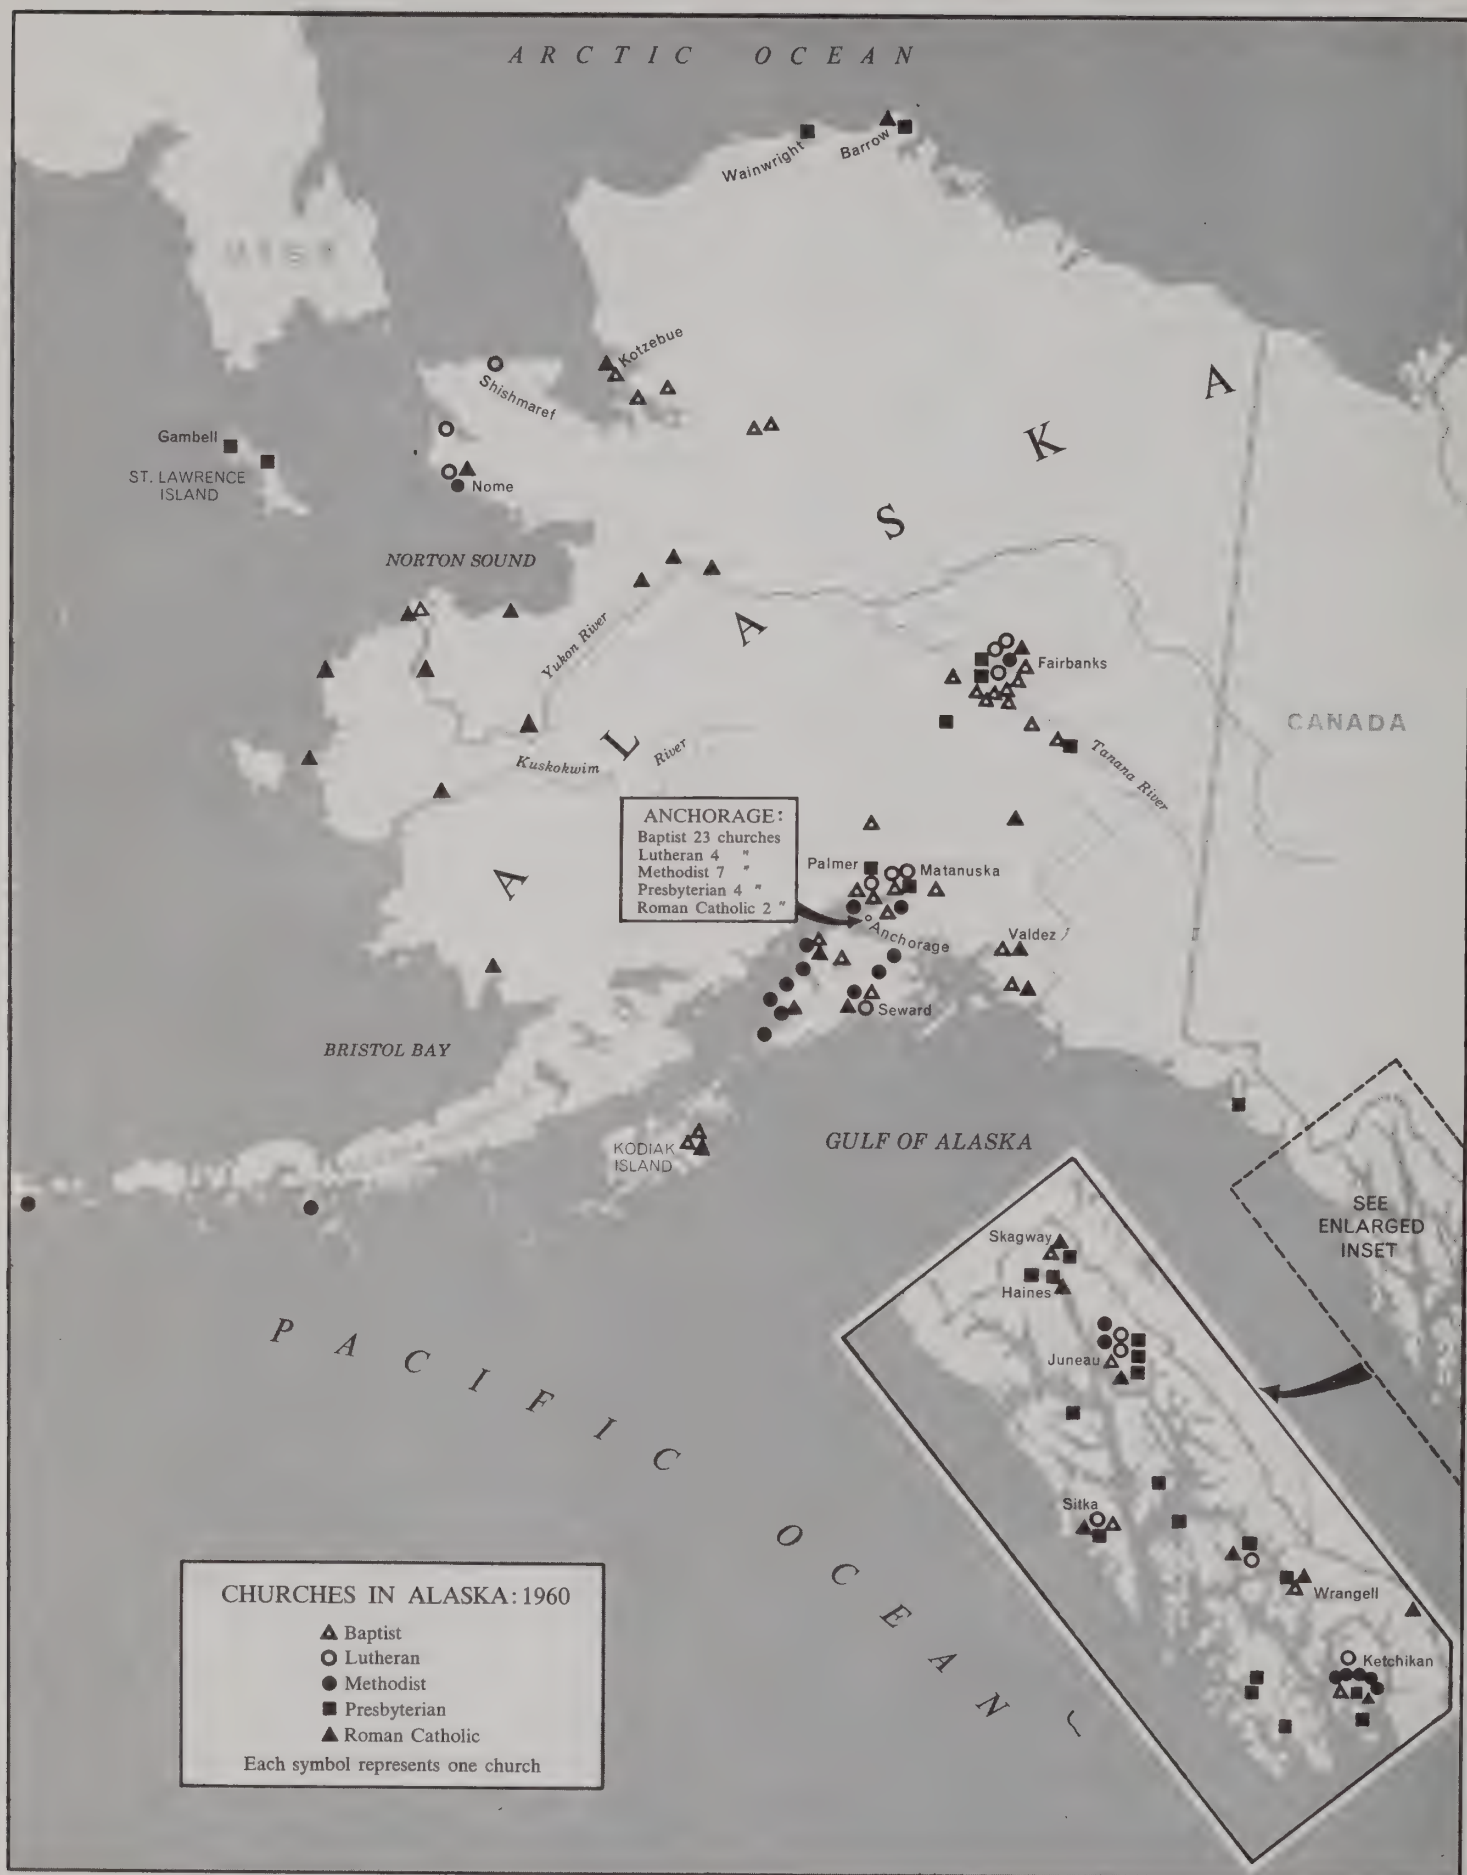 ARCTIC OCEAN
Wainwright
Barrow
Kotzebue
Shishmaref
ALASKA
Gambell
ST. LAWRENCE
ISLAND
Nome
NORTON SOUND
Yukon River
Fairbanks
CANADA
Kuskokwim River
Tanana River
ANCHORAGE:
Baptist 23 churches
Lutheran 4 "
Methodist 7 "
Presbyterian 4 "
Roman Catholic 2 "
Palmer
Matanuska
Anchorage
Valdez
Seward
BRISTOL BAY
KODIAK
ISLAND
GULF OF ALASKA
SEE
ENLARGED
INSET
Skagway
Haines
Juneau
Sitka
Wrangell
Ketchikan
PACIFIC OCEAN
CHURCHES IN ALASKA: 1960
Baptist
Lutheran
Methodist
Presbyterian
Roman Catholic
Each symbol represents one church